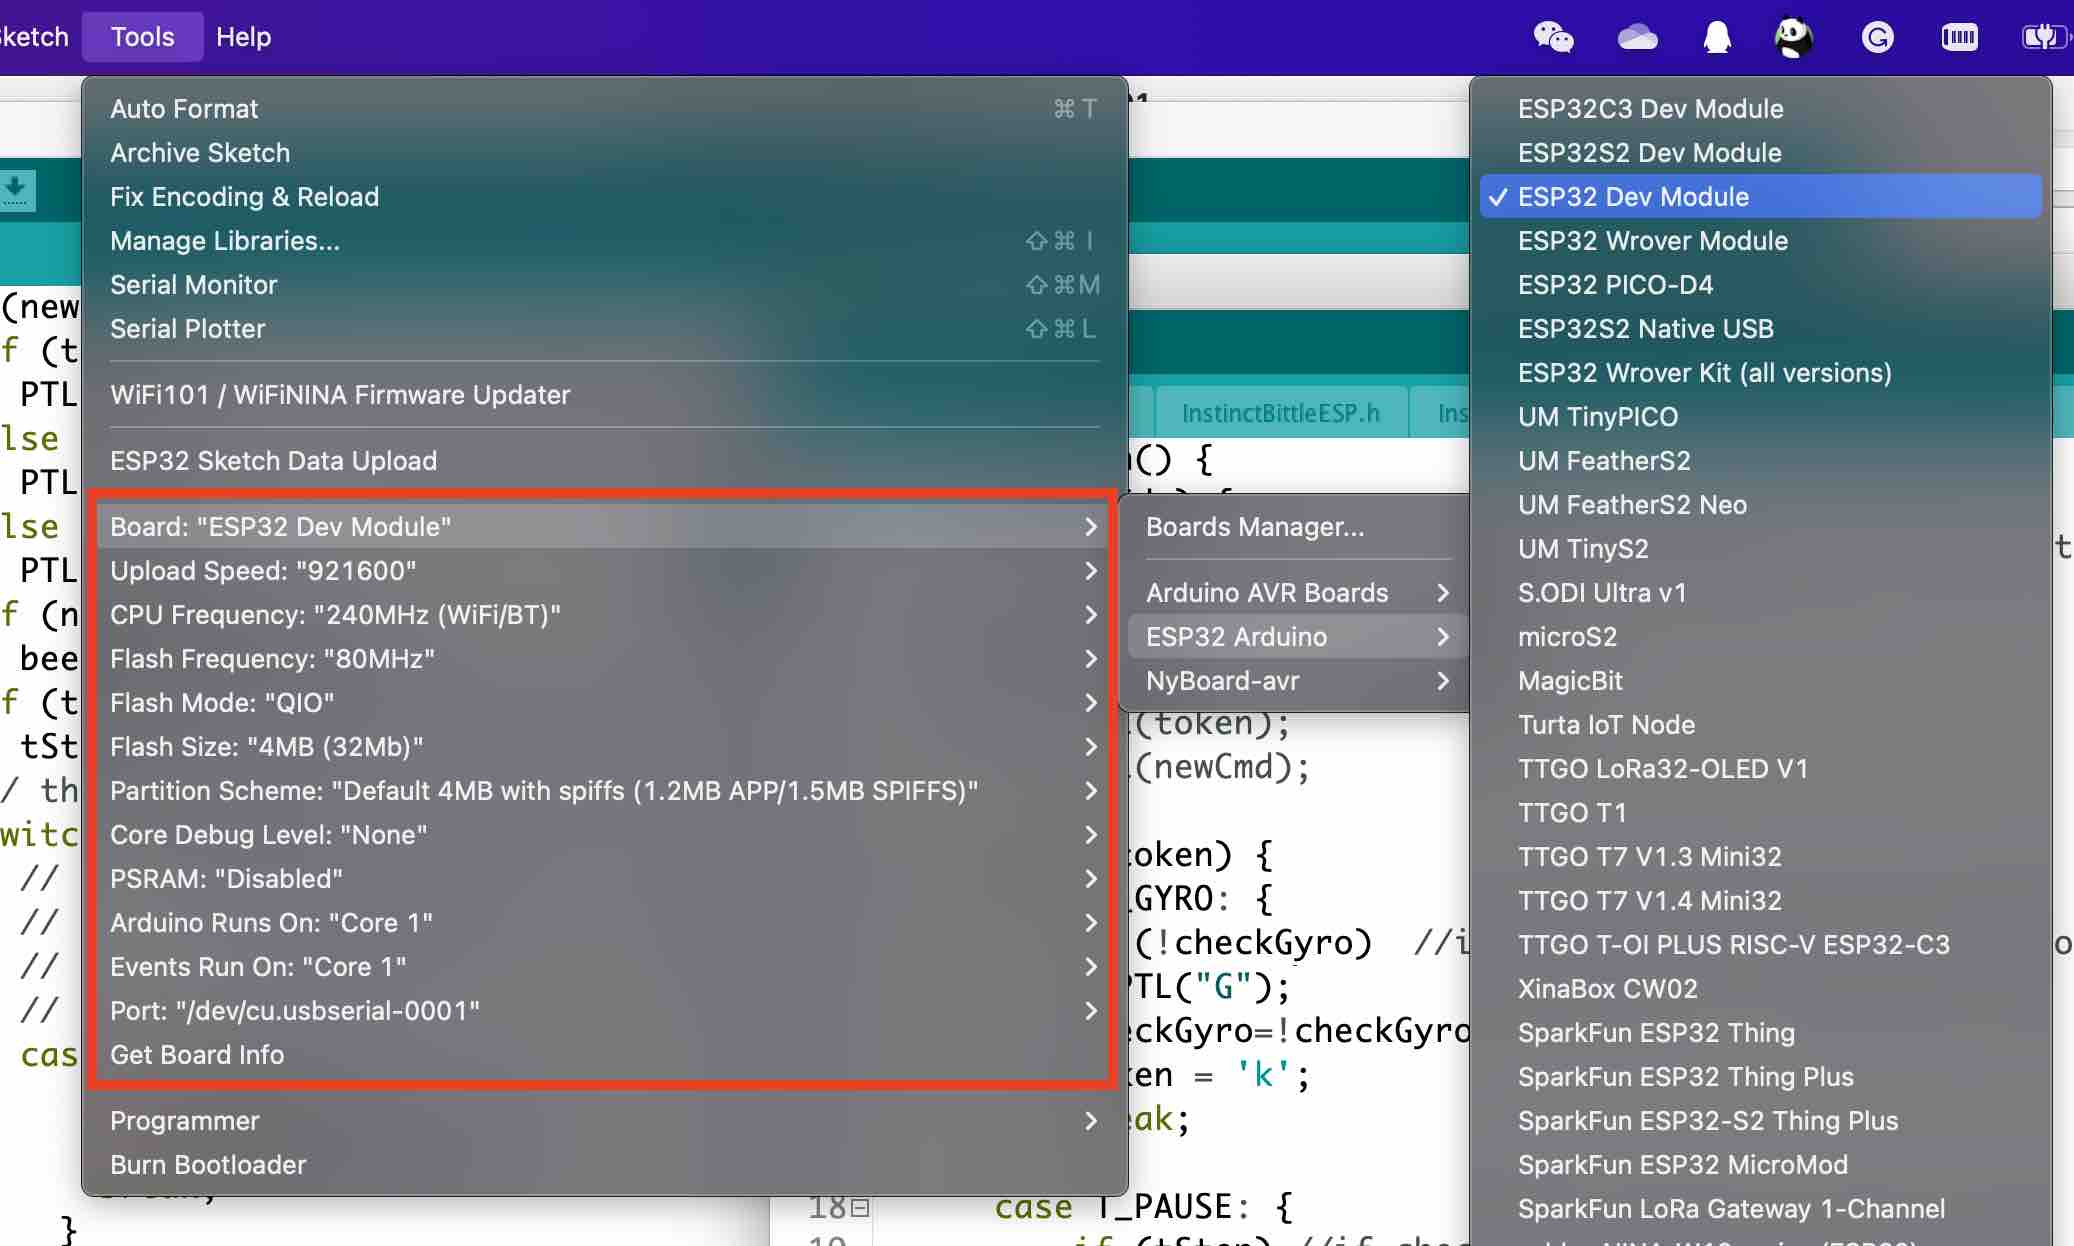 Tools Help
Auto Format ⌘T
Archive Sketch
Fix Encoding & Reload
Manage Libraries... ⇧⌘I
Serial Monitor ⇧⌘M
Serial Plotter ⇧⌘L
WiFi101 / WiFiNINA Firmware Updater
ESP32 Sketch Data Upload
Board: "ESP32 Dev Module"
Upload Speed: "921600"
CPU Frequency: "240MHz (WiFi/BT)"
Flash Frequency: "80MHz"
Flash Mode: "QIO"
Flash Size: "4MB (32Mb)"
Partition Scheme: "Default 4MB with spiffs (1.2MB APP/1.5MB SPIFFS)"
Core Debug Level: "None"
PSRAM: "Disabled"
Arduino Runs On: "Core 1"
Events Run On: "Core 1"
Port: "/dev/cu.usbserial-0001"
Get Board Info
Programmer
Burn Bootloader
Boards Manager...
Arduino AVR Boards
ESP32 Arduino
NyBoard-avr
ESP32C3 Dev Module
ESP32S2 Dev Module
✓ ESP32 Dev Module
ESP32 Wrover Module
ESP32 PICO-D4
ESP32S2 Native USB
ESP32 Wrover Kit (all versions)
UM TinyPICO
UM FeatherS2
UM FeatherS2 Neo
UM TinyS2
S.ODI Ultra v1
microS2
MagicBit
Turta IoT Node
TTGO LoRa32-OLED V1
TTGO T1
TTGO T7 V1.3 Mini32
TTGO T7 V1.4 Mini32
TTGO T-OI PLUS RISC-V ESP32-C3
XinaBox CW02
SparkFun ESP32 Thing
SparkFun ESP32 Thing Plus
SparkFun ESP32-S2 Thing Plus
SparkFun ESP32 MicroMod
SparkFun LoRa Gateway 1-Channel
(new
f (t
PTL
lse
PTL
lse
PTL
f (n
bee
f (t
tSt
/ th
witc
//
//
//
//
cas
}
InstinctBittleESP.h Ins
() {
(token);
(newCmd);
oken) {
GYRO: {
(!checkGyro) //i
TL("G");
ckGyro=!checkGyro
ken = 'k';
eak;
18 case T_PAUSE: {